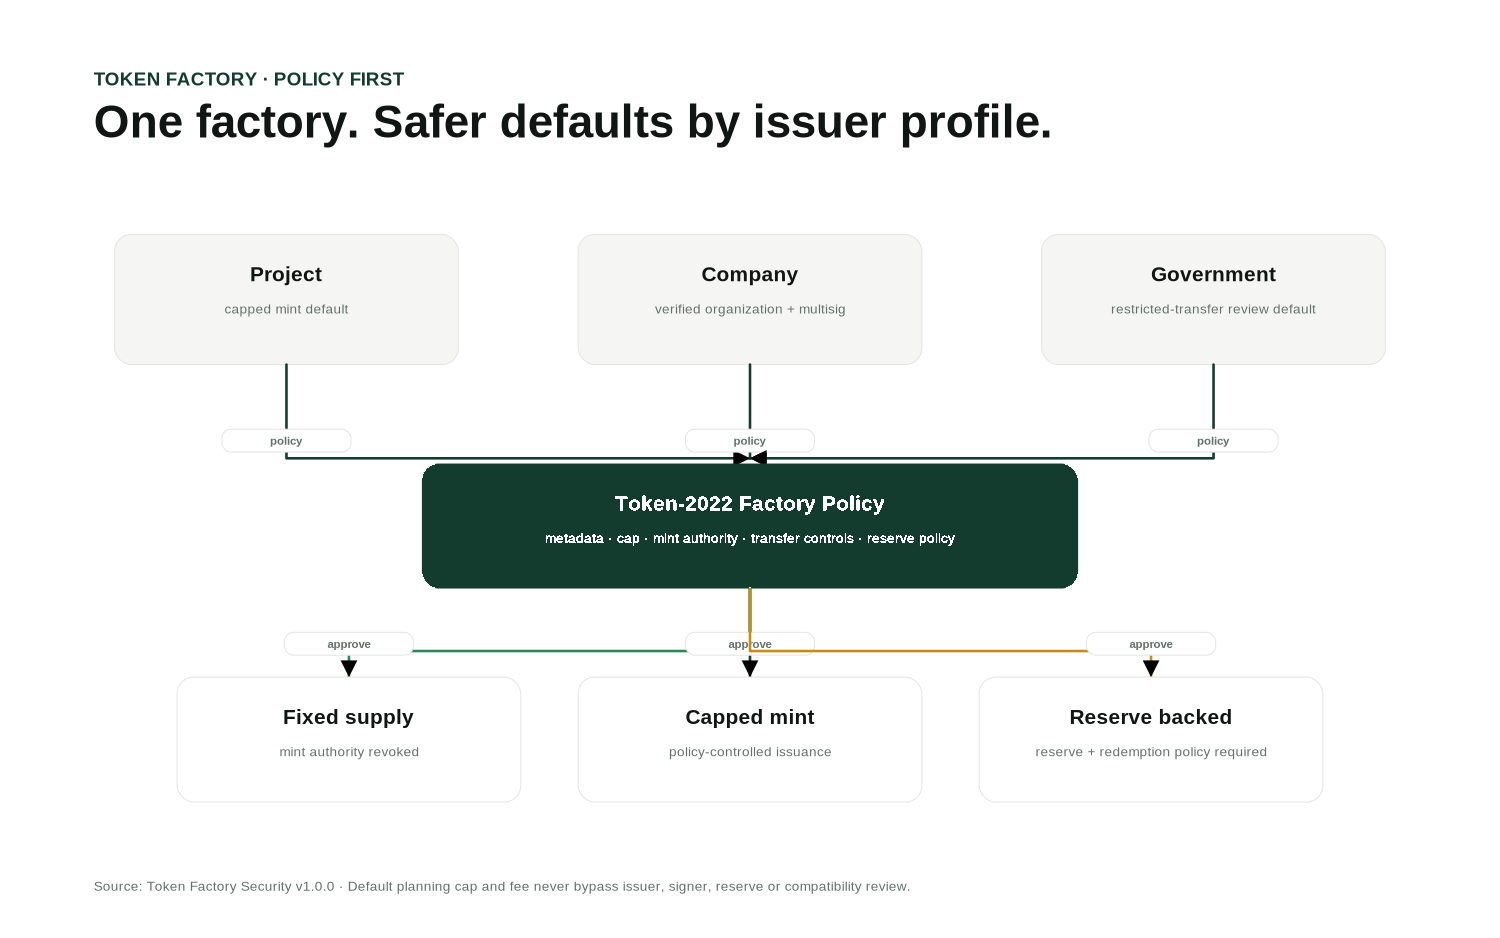 TOKEN FACTORY · POLICY FIRST
One factory. Safer defaults by issuer profile.
Project
capped mint default
Company
verified organization + multisig
Government
restricted-transfer review default
policy
policy
policy
Token-2022 Factory Policy
metadata · cap · mint authority · transfer controls · reserve policy
approve
approve
approve
Fixed supply
mint authority revoked
Capped mint
policy-controlled issuance
Reserve backed
reserve + redemption policy required
Source: Token Factory Security v1.0.0 · Default planning cap and fee never bypass issuer, signer, reserve or compatibility review.